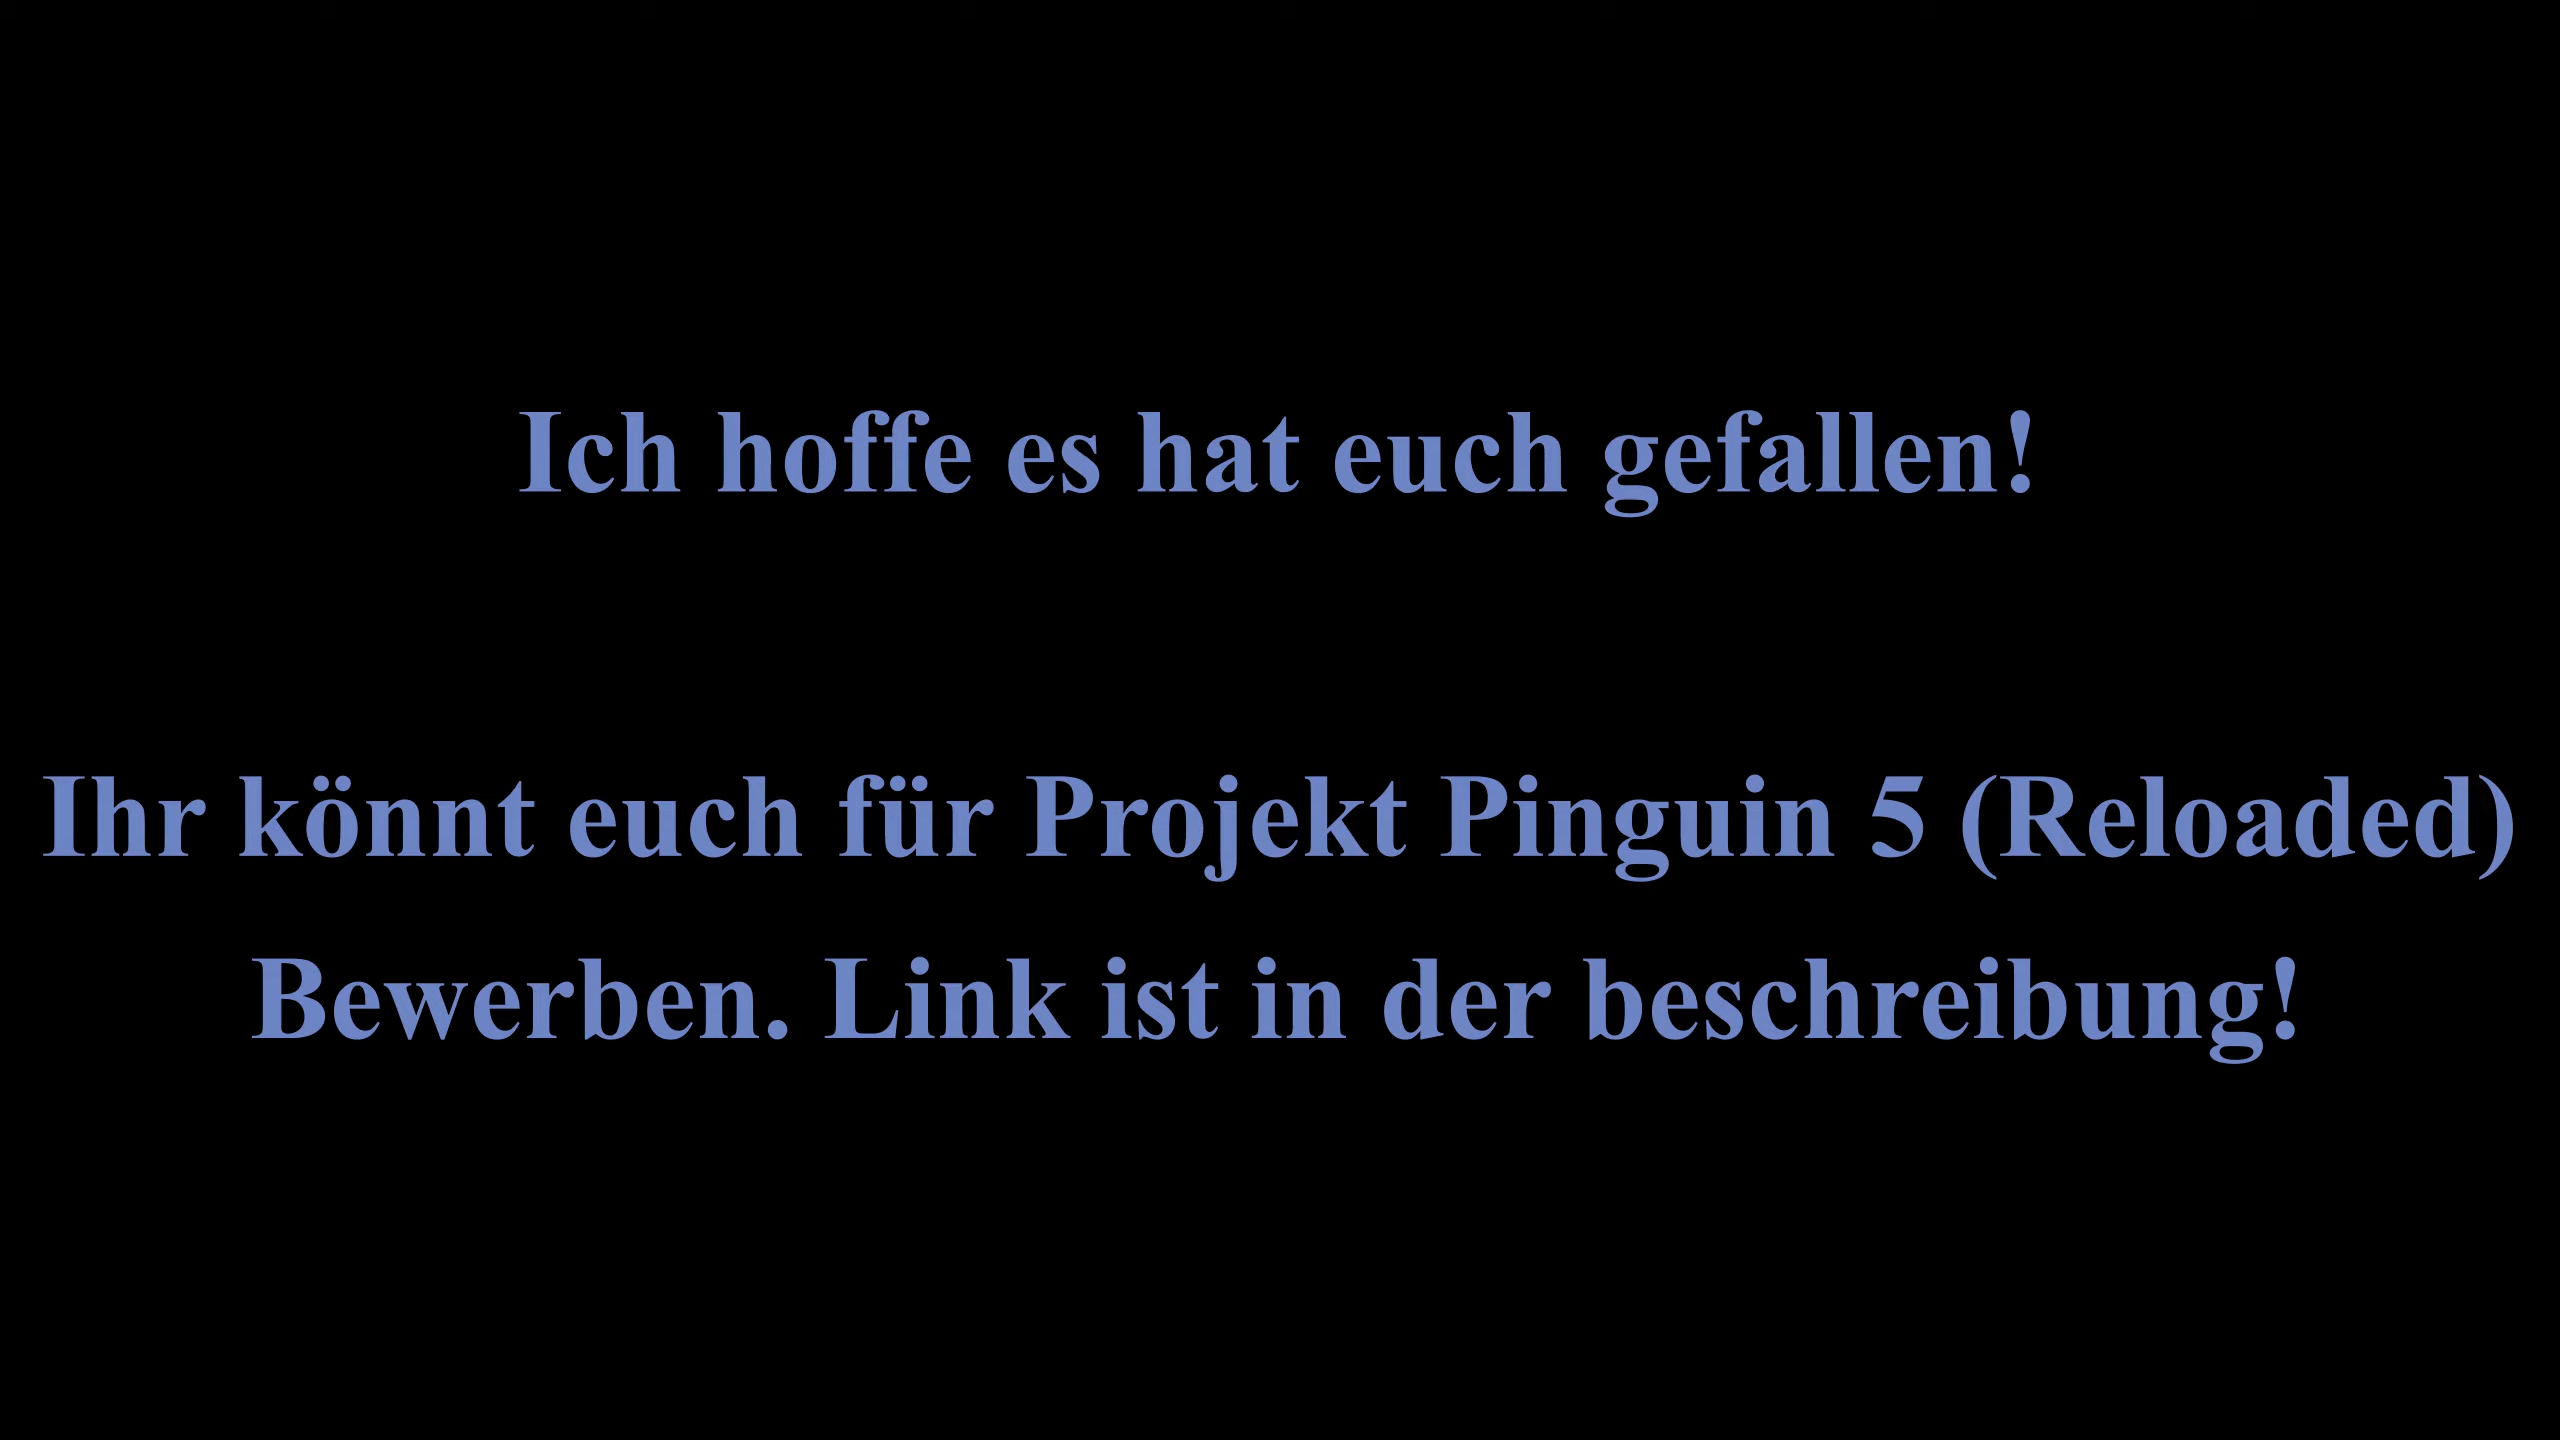 Ich hoffe es hat euch gefallen!
Ihr könnt euch für Projekt Pinguin 5 (Reloaded)
Bewerben. Link ist in der beschreibung!